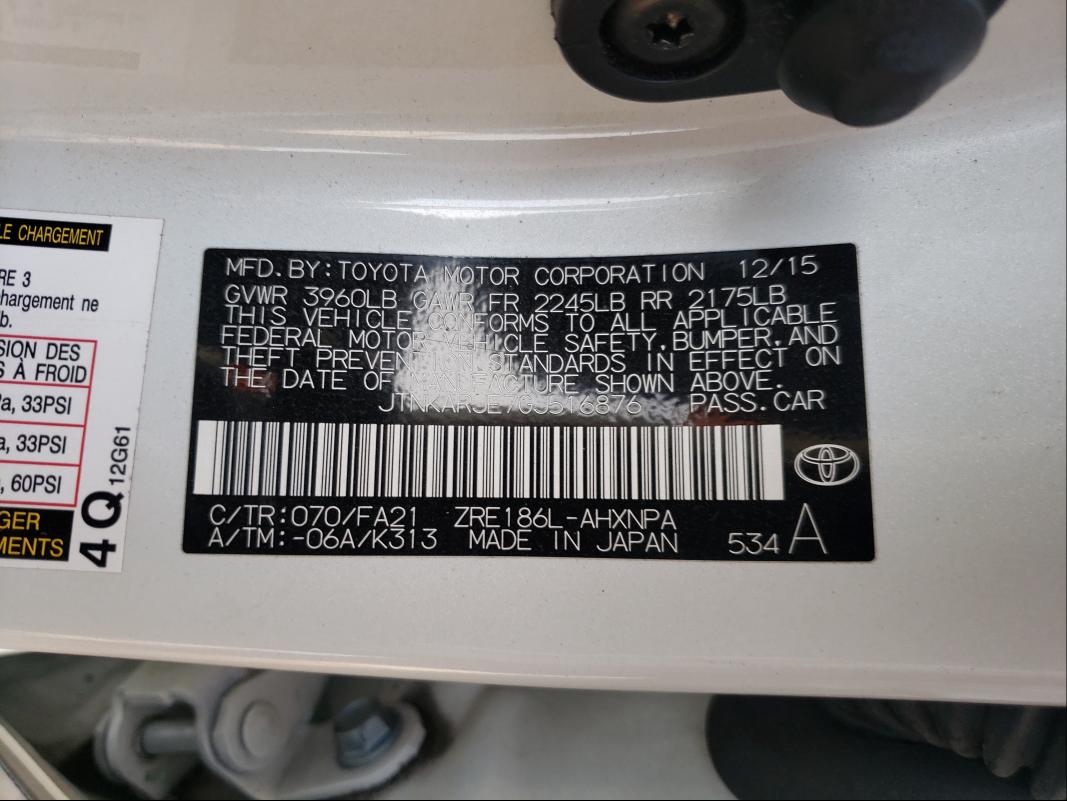 LE CHARGEMENT
RE 3
chargement ne
b.
SION DES
S À FROID
a, 33PSI
a, 33PSI
, 60PSI
GER
MENTS
4Q 12G61
MFD.BY:TOYOTA MOTOR CORPORATION 12/15
GVWR 3960LB GAWR FR 2245LB RR 2175LB
THIS VEHICLE CONFORMS TO ALL APPLICABLE
FEDERAL MOTOR VEHICLE SAFETY,BUMPER,AND
THEFT PREVENTION STANDARDS IN EFFECT ON
THE DATE OF MANUFACTURE SHOWN ABOVE.
JTNKARJE7GJ516876 PASS.CAR
C/TR:070/FA21 ZRE186L-AHXNPA
A/TM:-06A/K313 MADE IN JAPAN 534 A